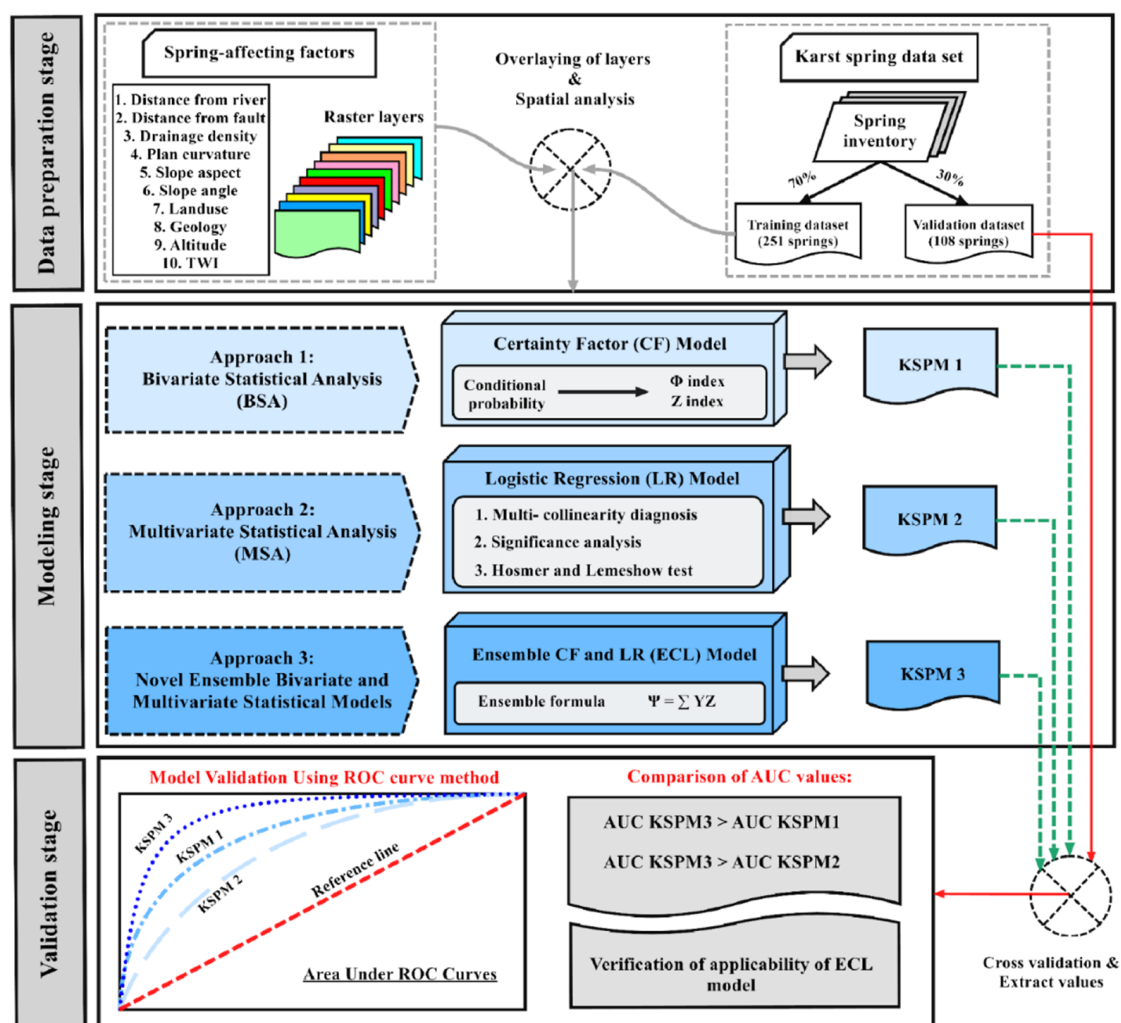 Data preparation stage
Spring-affecting factors
1. Distance from river
2. Distance from fault
3. Drainage density
4. Plan curvature
5. Slope aspect
6. Slope angle
7. Landuse
8. Geology
9. Altitude
10. TWI
Raster layers
Overlaying of layers
&
Spatial analysis
Karst spring data set
Spring
inventory
70%
30%
Training dataset
(251 springs)
Validation dataset
(108 springs)
Modeling stage
Approach 1:
Bivariate Statistical Analysis
(BSA)
Certainty Factor (CF) Model
Conditional
probability
Φ index
Z index
KSPM 1
Approach 2:
Multivariate Statistical Analysis
(MSA)
Logistic Regression (LR) Model
1. Multi- collinearity diagnosis
2. Significance analysis
3. Hosmer and Lemeshow test
KSPM 2
Approach 3:
Novel Ensemble Bivariate and
Multivariate Statistical Models
Ensemble CF and LR (ECL) Model
Ensemble formula Ψ = ∑ YZ
KSPM 3
Validation stage
Model Validation Using ROC curve method
KSPM 3
KSPM 1
KSPM 2
Reference line
Area Under ROC Curves
Comparison of AUC values:
AUC KSPM3 > AUC KSPM1
AUC KSPM3 > AUC KSPM2
Verification of applicability of ECL
model
Cross validation &
Extract values